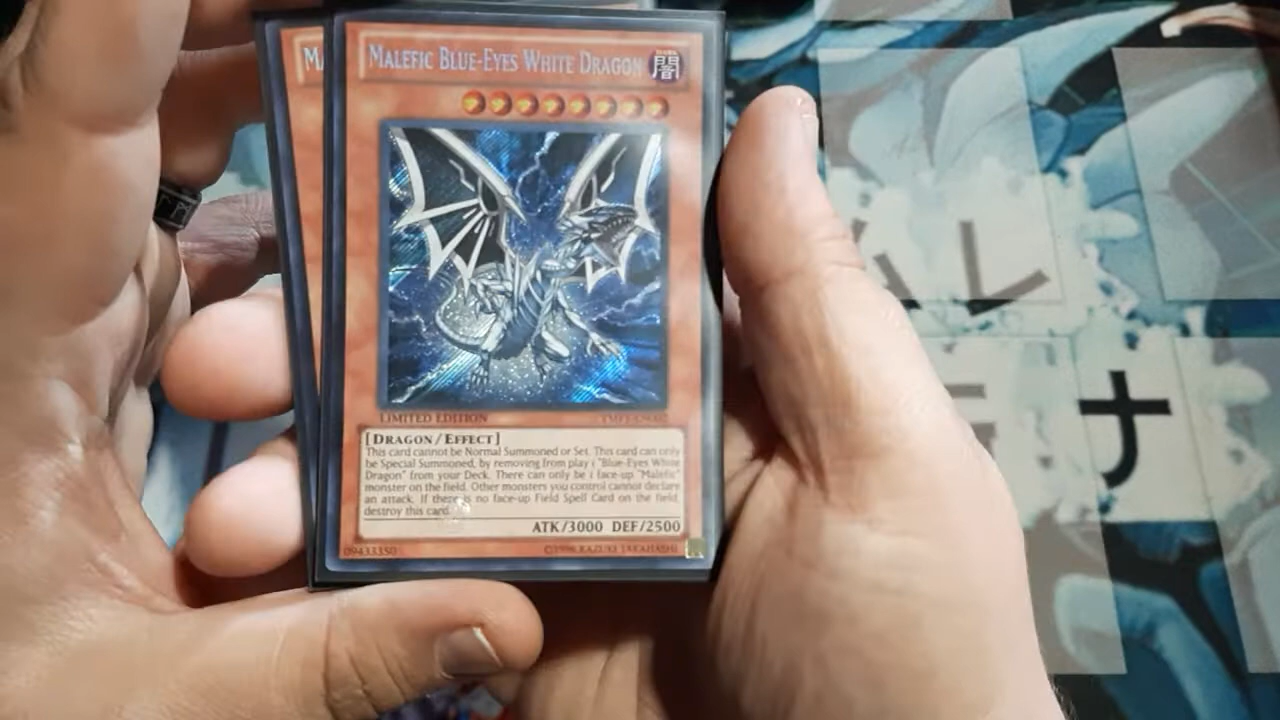 MA
MALEFIC BLUE-EYES WHITE DRAGON
闇
LIMITED EDITION
[DRAGON/EFFECT]
This card cannot be Normal Summoned or Set. This card can only
be Special Summoned, by removing from play 1 "Blue-Eyes White
Dragon" from your Deck. There can only be 1 face-up "Malefic"
monster on the field. Other monsters you control cannot declare
an attack. If there is no face-up Field Spell Card on the field,
destroy this card.
ATK/3000 DEF/2500
09433350
©1996 KAZUKI TAKAHASHI
ナ